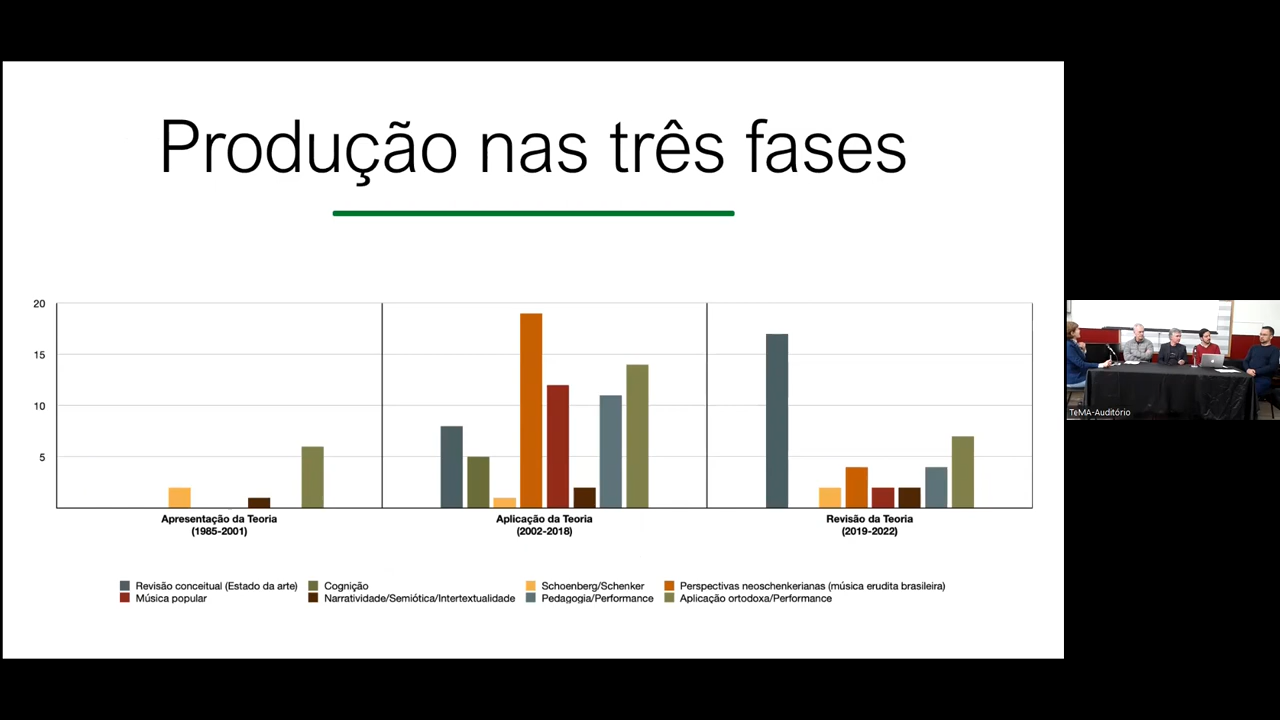 Produção nas três fases
20
15
10
5
Apresentação da Teoria
(1985-2001)
Aplicação da Teoria
(2002-2018)
Revisão da Teoria
(2019-2022)
Revisão conceitual (Estado da arte)
Cognição
Schoenberg/Schenker
Perspectivas neoschenkerianas (música erudita brasileira)
Música popular
Narratividade/Semiótica/Intertextualidade
Pedagogia/Performance
Aplicação ortodoxa/Performance
TeMA-Auditório